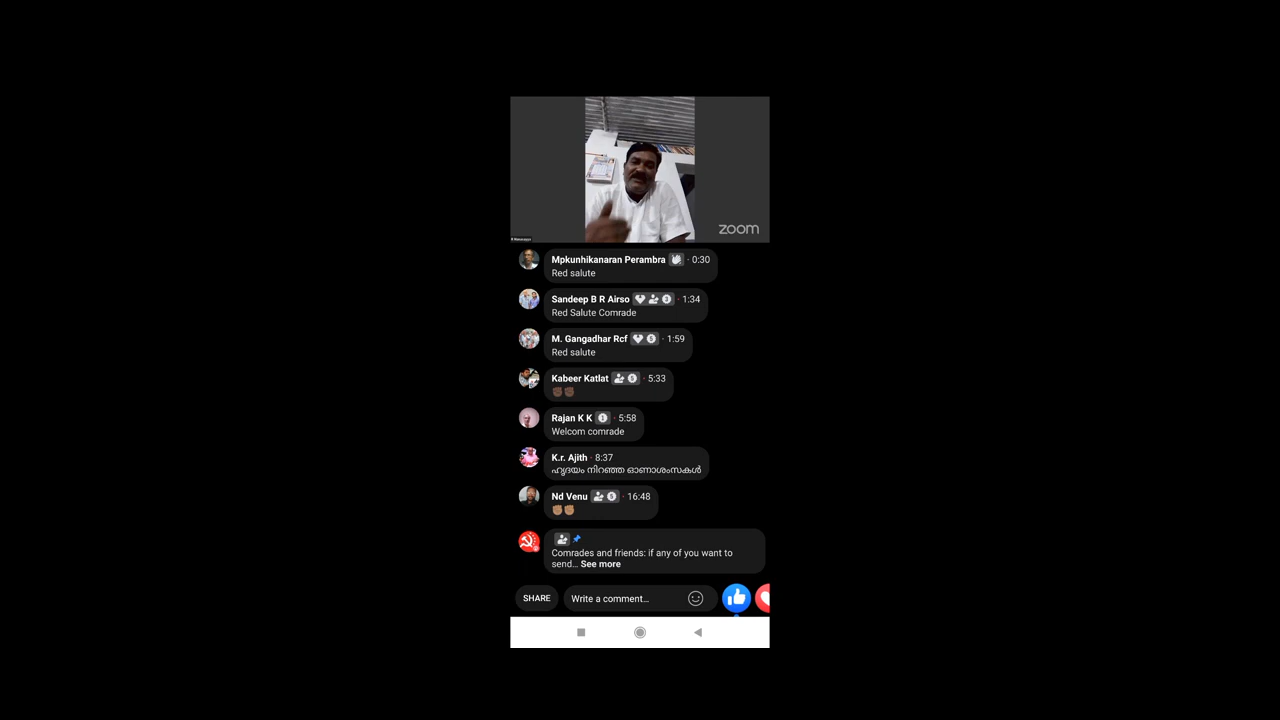 zoom
Mpkunhikanaran Perambra · 0:30
Red salute
Sandeep B R Airso · 1:34
Red Salute Comrade
M. Gangadhar Rcf · 1:59
Red salute
Kabeer Katlat · 5:33
Rajan K K · 5:58
Welcom comrade
K.r. Ajith · 8:37
ഹൃദയം നിറഞ്ഞ ഓണാശംസകൾ
Nd Venu · 16:48
Comrades and friends: if any of you want to
send... See more
SHARE
Write a comment...